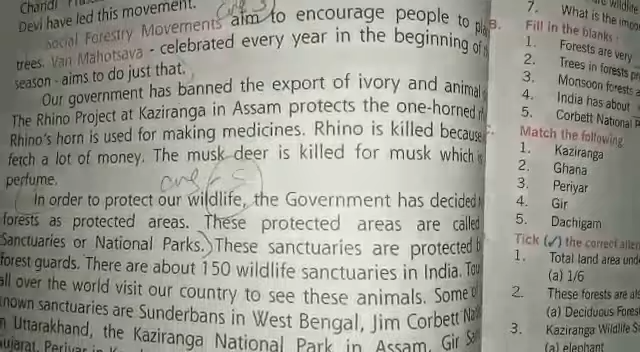 Devi have led this movement.
Social Forestry Movements aim to encourage people to
trees. Van Mahotsava - celebrated every year in the beginning of
season - aims to do just that.
Our government has banned the export of ivory and animal
The Rhino Project at Kaziranga in Assam protects the one-horned
Rhino's horn is used for making medicines. Rhino is killed because
fetch a lot of money. The musk deer is killed for musk which
perfume.
In order to protect our wildlife, the Government has decided
forests as protected areas. These protected areas are called
Sanctuaries or National Parks. These sanctuaries are protected
forest guards. There are about 150 wildlife sanctuaries in India.
all over the world visit our country to see these animals. Some
known sanctuaries are Sunderbans in West Bengal, Jim Corbett
Uttarakhand, the Kaziranga National Park in Assam, Gir
wildlife
7. What is the
B. Fill in the blanks
1. Forests are very
2. Trees in forests
3. Monsoon forests
4. India has about
5. Corbett National
Match the following
1. Kaziranga
2. Ghana
3. Periyar
4. Gir
5. Dachigam
Tick (✓) the correct
1. Total land area
(a) 1/6
2. These forests are
(a) Deciduous
3. Kaziranga Wildlife
(a) elephant